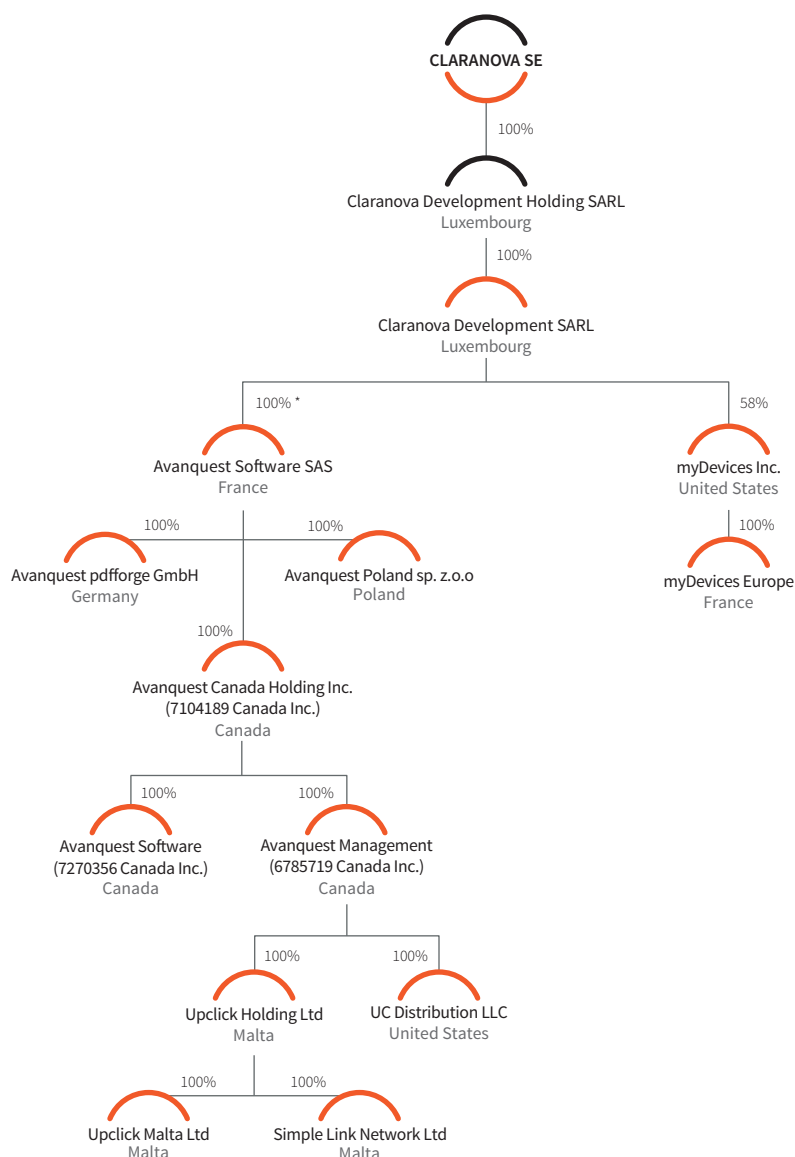 CLARANOVA SE
100%
Claranova Development Holding SARL
Luxembourg
100%
Claranova Development SARL
Luxembourg
100% *
58%
Avanquest Software SAS
France
myDevices Inc.
United States
100%
100%
100%
Avanquest pdfforge GmbH
Germany
Avanquest Poland sp. z.o.o
Poland
myDevices Europe
France
100%
Avanquest Canada Holding Inc.
(7104189 Canada Inc.)
Canada
100%
100%
Avanquest Software
(7270356 Canada Inc.)
Canada
Avanquest Management
(6785719 Canada Inc.)
Canada
100%
100%
Upclick Holding Ltd
Malta
UC Distribution LLC
United States
100%
100%
Upclick Malta Ltd
Malta
Simple Link Network Ltd
Malta